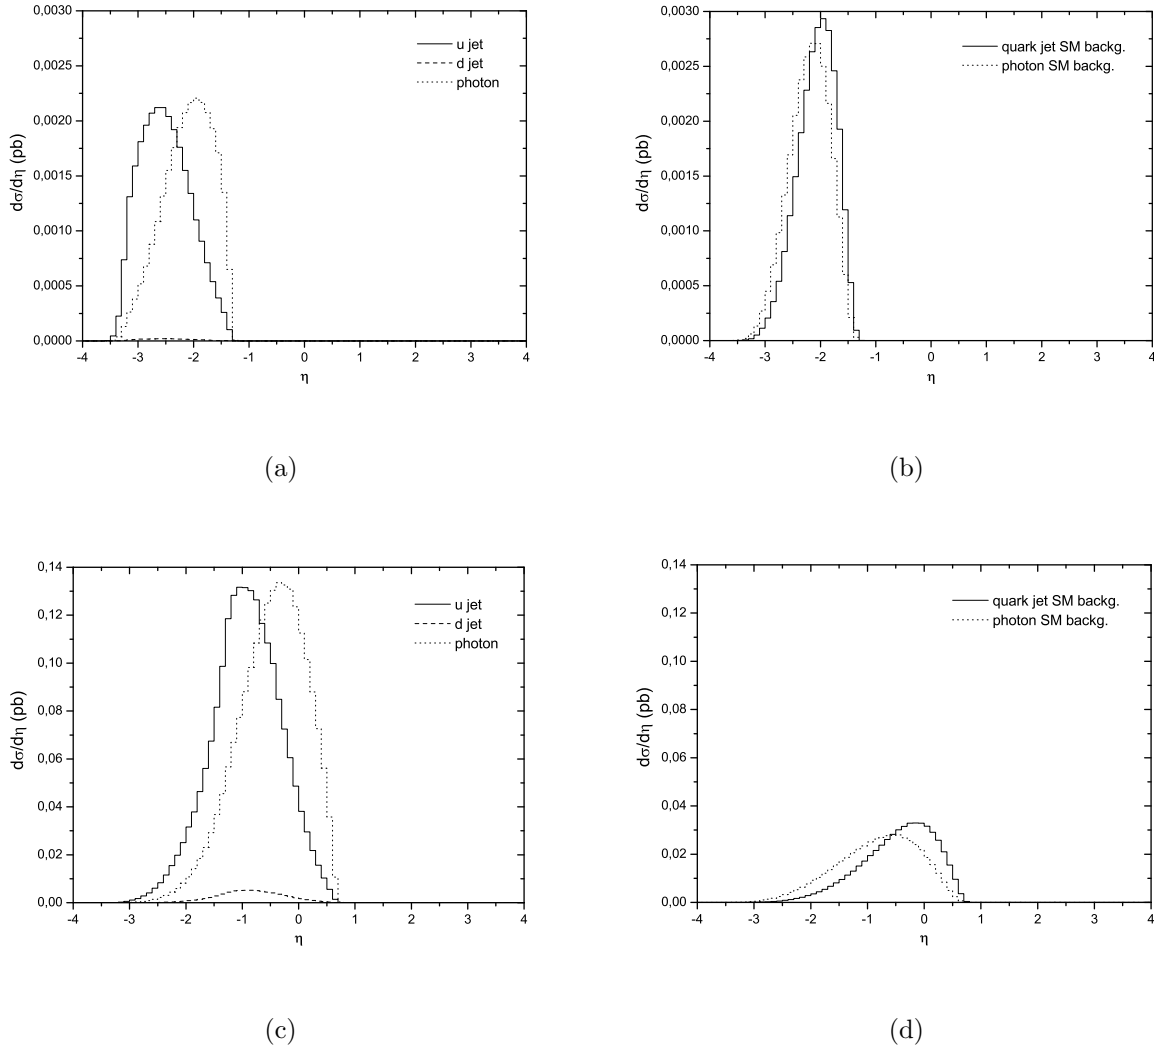 0,0030
0,0025
0,0020
0,0015
0,0010
0,0005
0,0000
dσ/dη (pb)
u jet
d jet
photon
-4 -3 -2 -1 0 1 2 3 4
η
(a)
0,0030
0,0025
0,0020
0,0015
0,0010
0,0005
0,0000
dσ/dη (pb)
quark jet SM backg.
photon SM backg.
-4 -3 -2 -1 0 1 2 3 4
η
(b)
0,14
0,12
0,10
0,08
0,06
0,04
0,02
0,00
dσ/dη (pb)
u jet
d jet
photon
-4 -3 -2 -1 0 1 2 3 4
η
(c)
0,14
0,12
0,10
0,08
0,06
0,04
0,02
0,00
dσ/dη (pb)
quark jet SM backg.
photon SM backg.
-4 -3 -2 -1 0 1 2 3 4
η
(d)